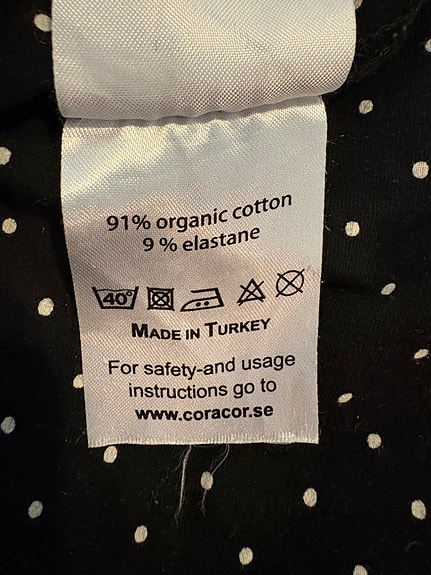 91% organic cotton
9 % elastane
40°
MADE IN TURKEY
For safety-and usage
instructions go to
www.coracor.se